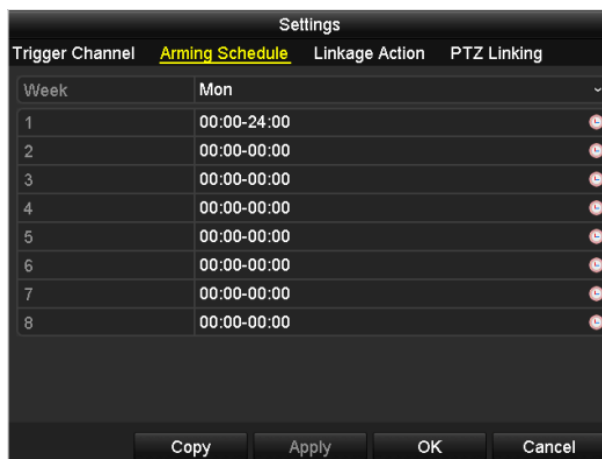 Settings
Trigger Channel Arming Schedule Linkage Action PTZ Linking
Week Mon
1 00:00-24:00
2 00:00-00:00
3 00:00-00:00
4 00:00-00:00
5 00:00-00:00
6 00:00-00:00
7 00:00-00:00
8 00:00-00:00
Copy Apply OK Cancel